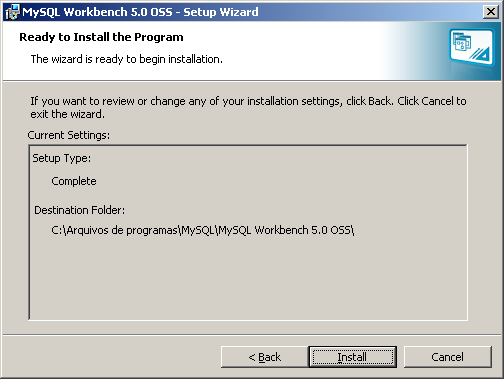 MySQL Workbench 5.0 OSS - Setup Wizard
Ready to Install the Program
The wizard is ready to begin installation.
If you want to review or change any of your installation settings, click Back. Click Cancel to
exit the wizard.
Current Settings:
Setup Type:
Complete
Destination Folder:
C:\Arquivos de programas\MySQL\MySQL Workbench 5.0 OSS\
< Back
Install
Cancel